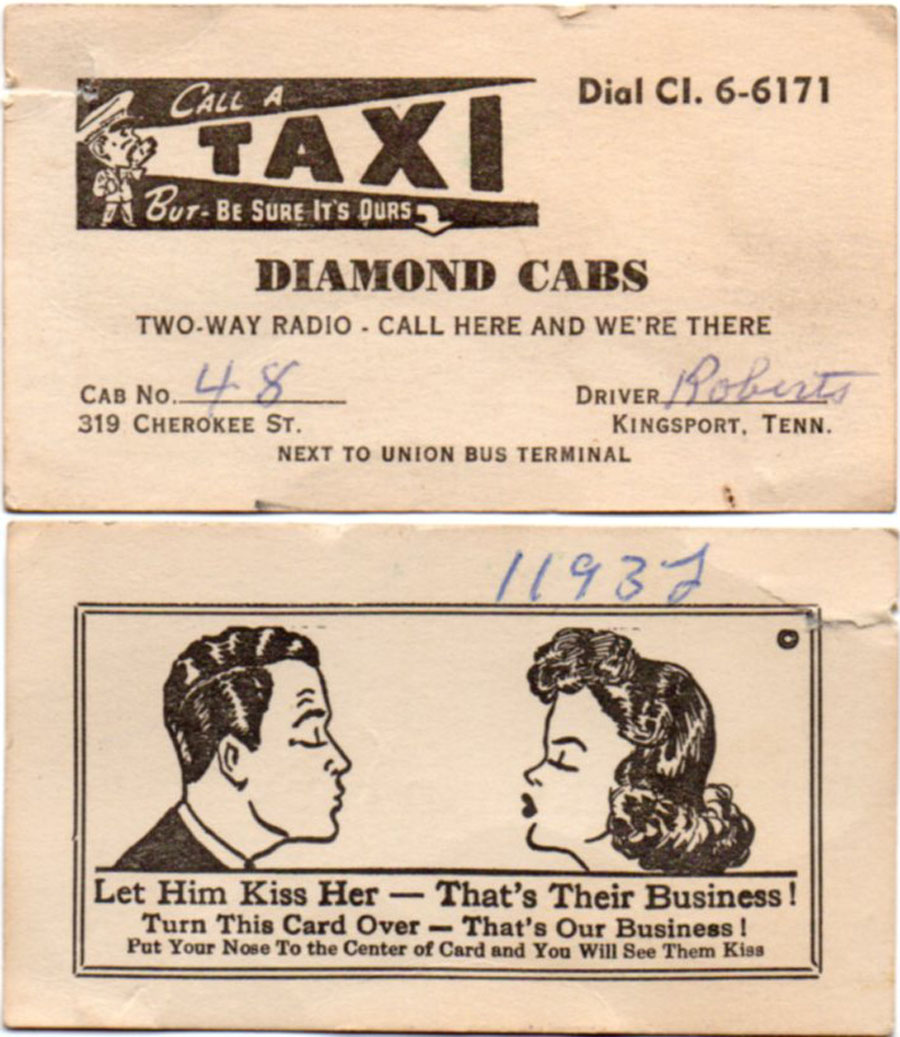 CALL A
TAXI
BUT - BE SURE IT'S OURS
Dial CI. 6-6171
DIAMOND CABS
TWO-WAY RADIO - CALL HERE AND WE'RE THERE
CAB NO. 48 DRIVER Roberts
319 CHEROKEE ST. KINGSPORT, TENN.
NEXT TO UNION BUS TERMINAL
1193J
©
Let Him Kiss Her — That's Their Business!
Turn This Card Over — That's Our Business!
Put Your Nose To the Center of Card and You Will See Them Kiss